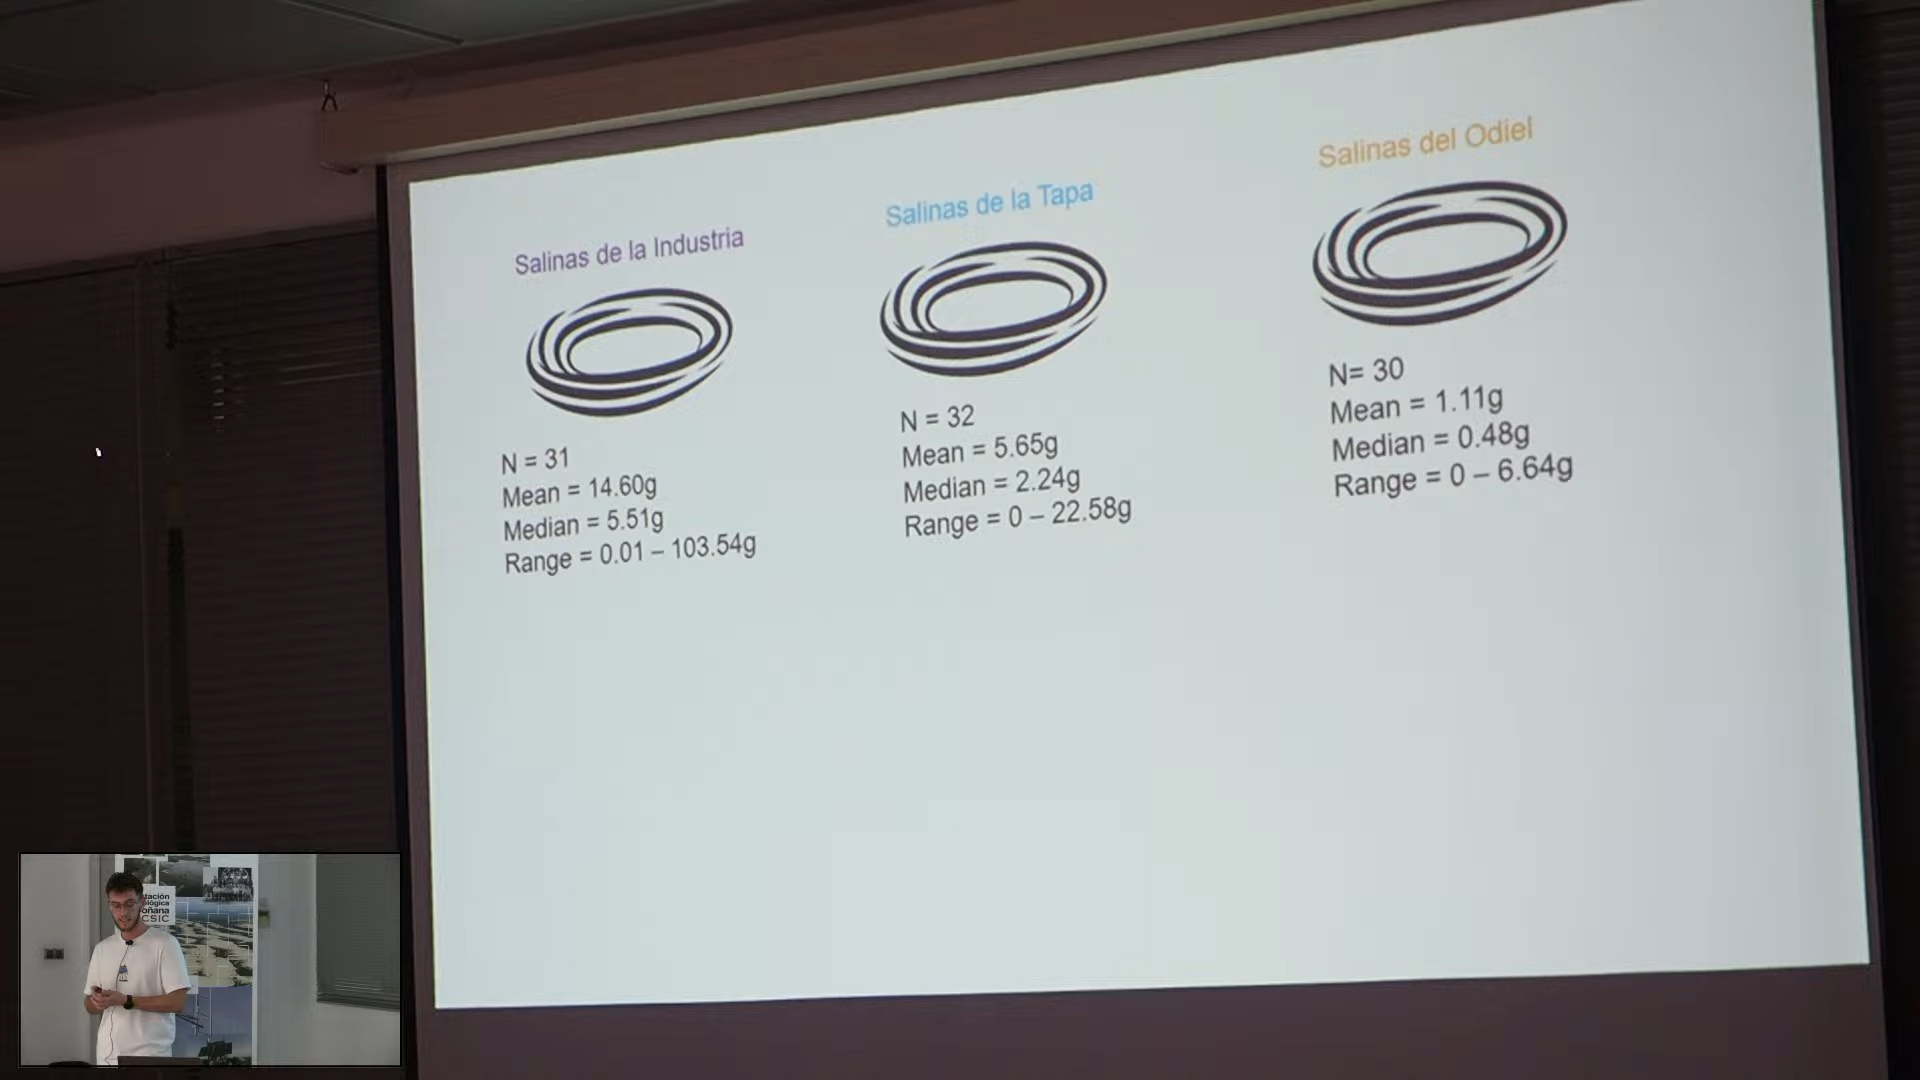 Salinas de la Industria
N = 31
Mean = 14.60g
Median = 5.51g
Range = 0.01 – 103.54g
Salinas de la Tapa
N = 32
Mean = 5.65g
Median = 2.24g
Range = 0 – 22.58g
Salinas del Odiel
N= 30
Mean = 1.11g
Median = 0.48g
Range = 0 – 6.64g
CSIC